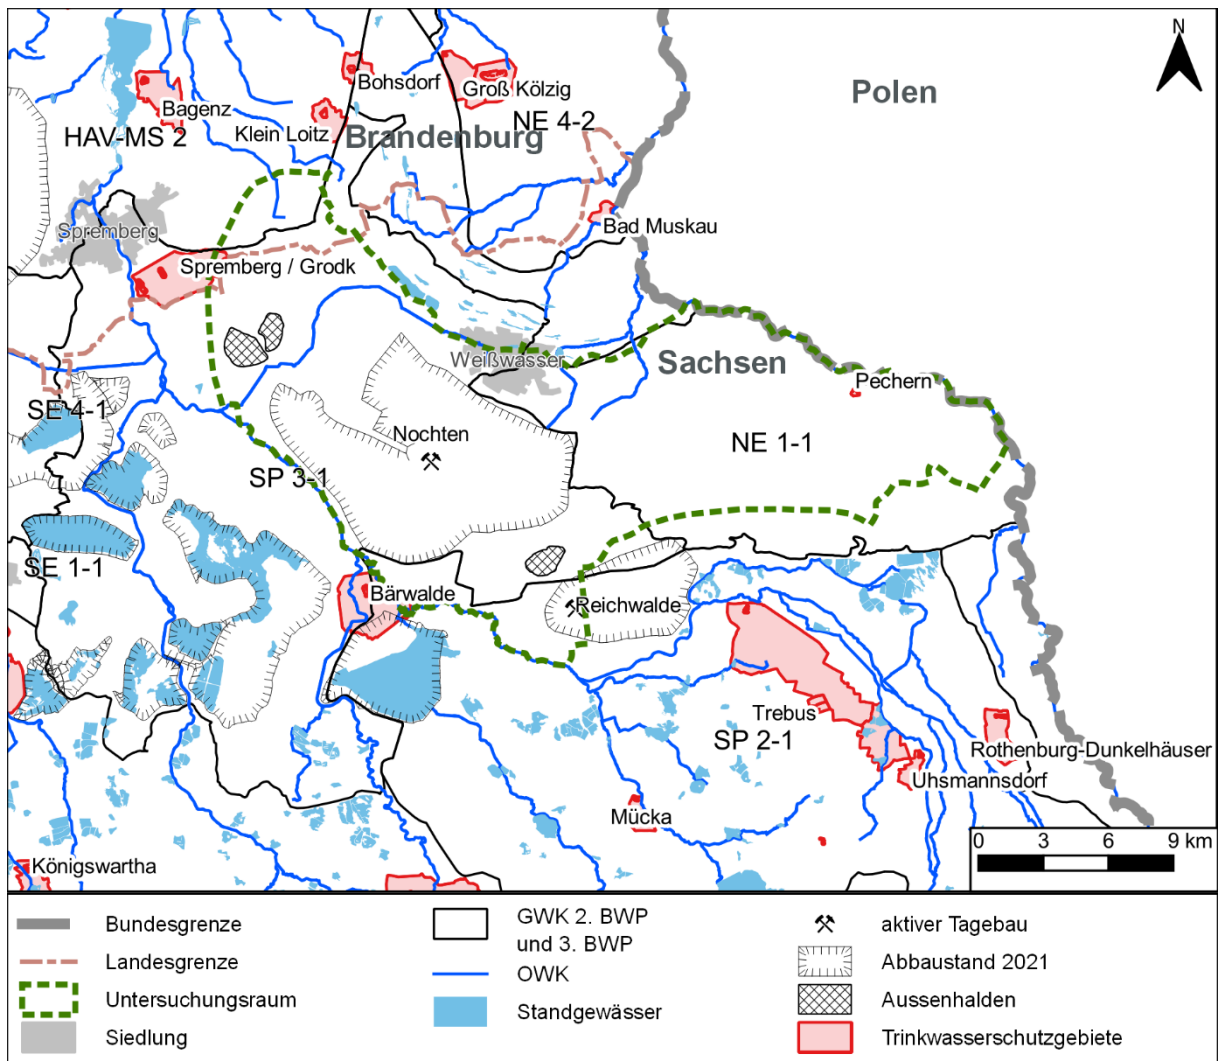 N
Polen
Bohsdorf
Groß Kölzig
Bagenz
Klein Loitz
NE 4-2
HAV-MS 2
Brandenburg
Bad Muskau
Spremberg
Spremberg / Grodk
Weißwasser
Sachsen
Pechern
SE 4-1
Nochten
NE 1-1
SP 3-1
SE 1-1
Bärwalde
Reichwalde
Trebus
SP 2-1
Rothenburg-Dunkelhäuser
Uhsmannsdorf
Mücka
Königswartha
0 3 6 9 km
Bundesgrenze
Landesgrenze
Untersuchungsraum
Siedlung
GWK 2. BWP
und 3. BWP
OWK
Standgewässer
aktiver Tagebau
Abbaustand 2021
Aussenhalden
Trinkwasserschutzgebiete